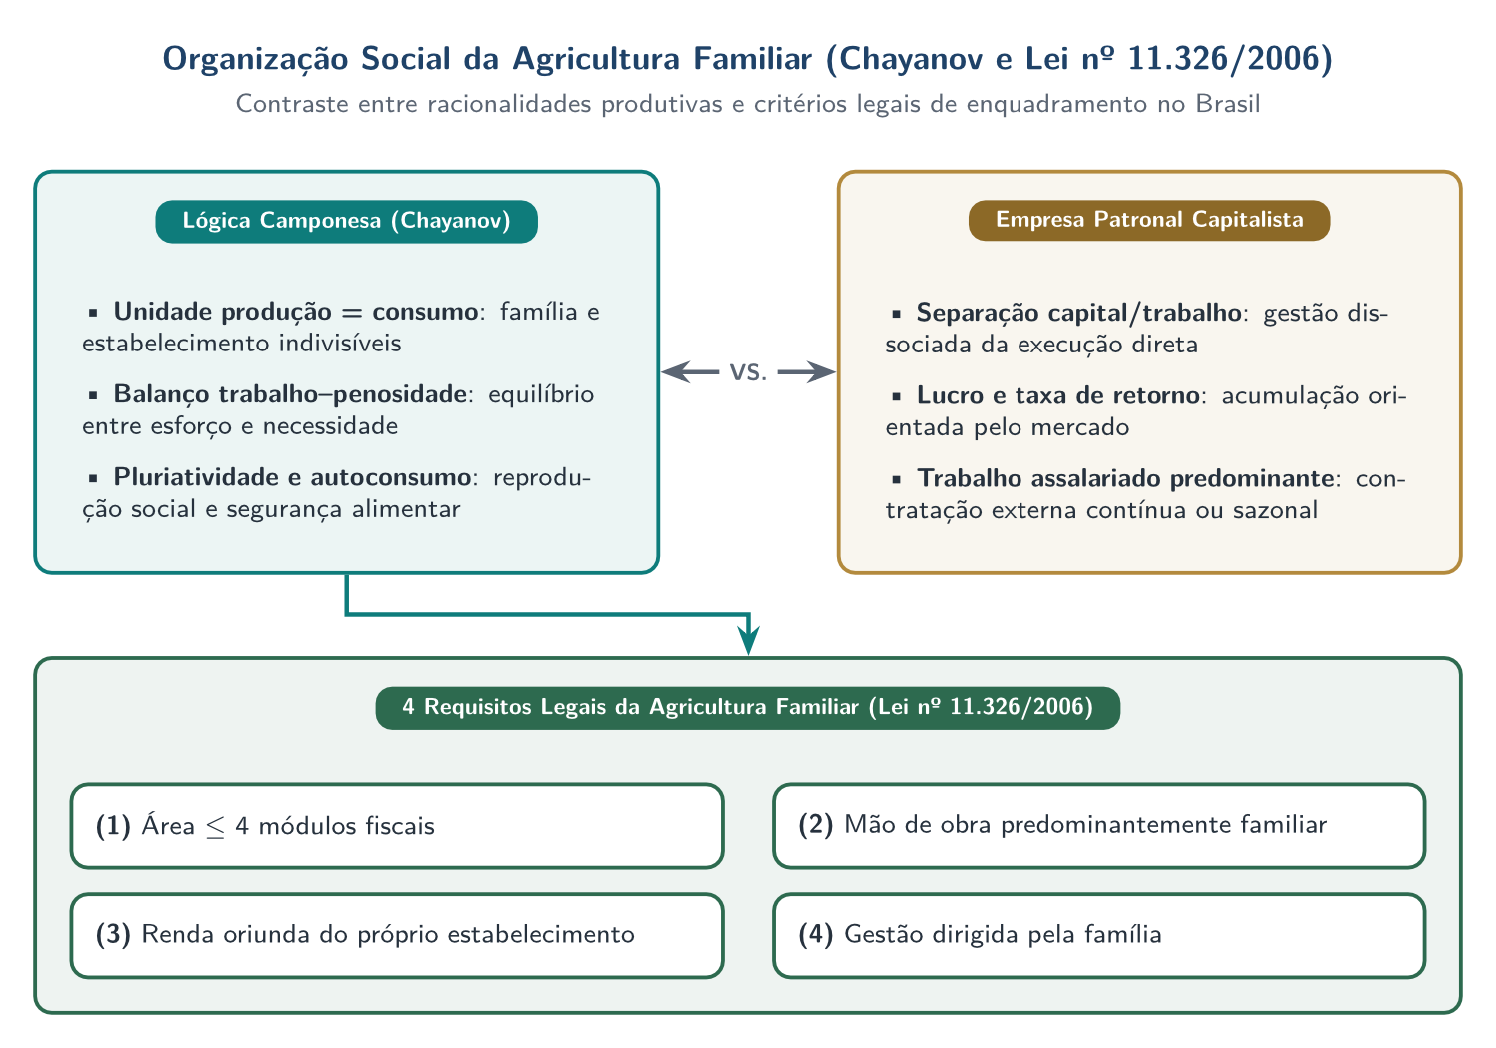 Organização Social da Agricultura Familiar (Chayanov e Lei nº 11.326/2006)
Contraste entre racionalidades produtivas e critérios legais de enquadramento no Brasil
Lógica Camponesa (Chayanov)
▪ Unidade produção = consumo: família e
estabelecimento indivisíveis
▪ Balanço trabalho–penosidade: equilíbrio
entre esforço e necessidade
▪ Pluriatividade e autoconsumo: reprodu-
ção social e segurança alimentar
vs.
Empresa Patronal Capitalista
▪ Separação capital/trabalho: gestão dis-
sociada da execução direta
▪ Lucro e taxa de retorno: acumulação ori-
entada pelo mercado
▪ Trabalho assalariado predominante: con-
tratação externa contínua ou sazonal
4 Requisitos Legais da Agricultura Familiar (Lei nº 11.326/2006)
(1) Área ≤ 4 módulos fiscais
(2) Mão de obra predominantemente familiar
(3) Renda oriunda do próprio estabelecimento
(4) Gestão dirigida pela família